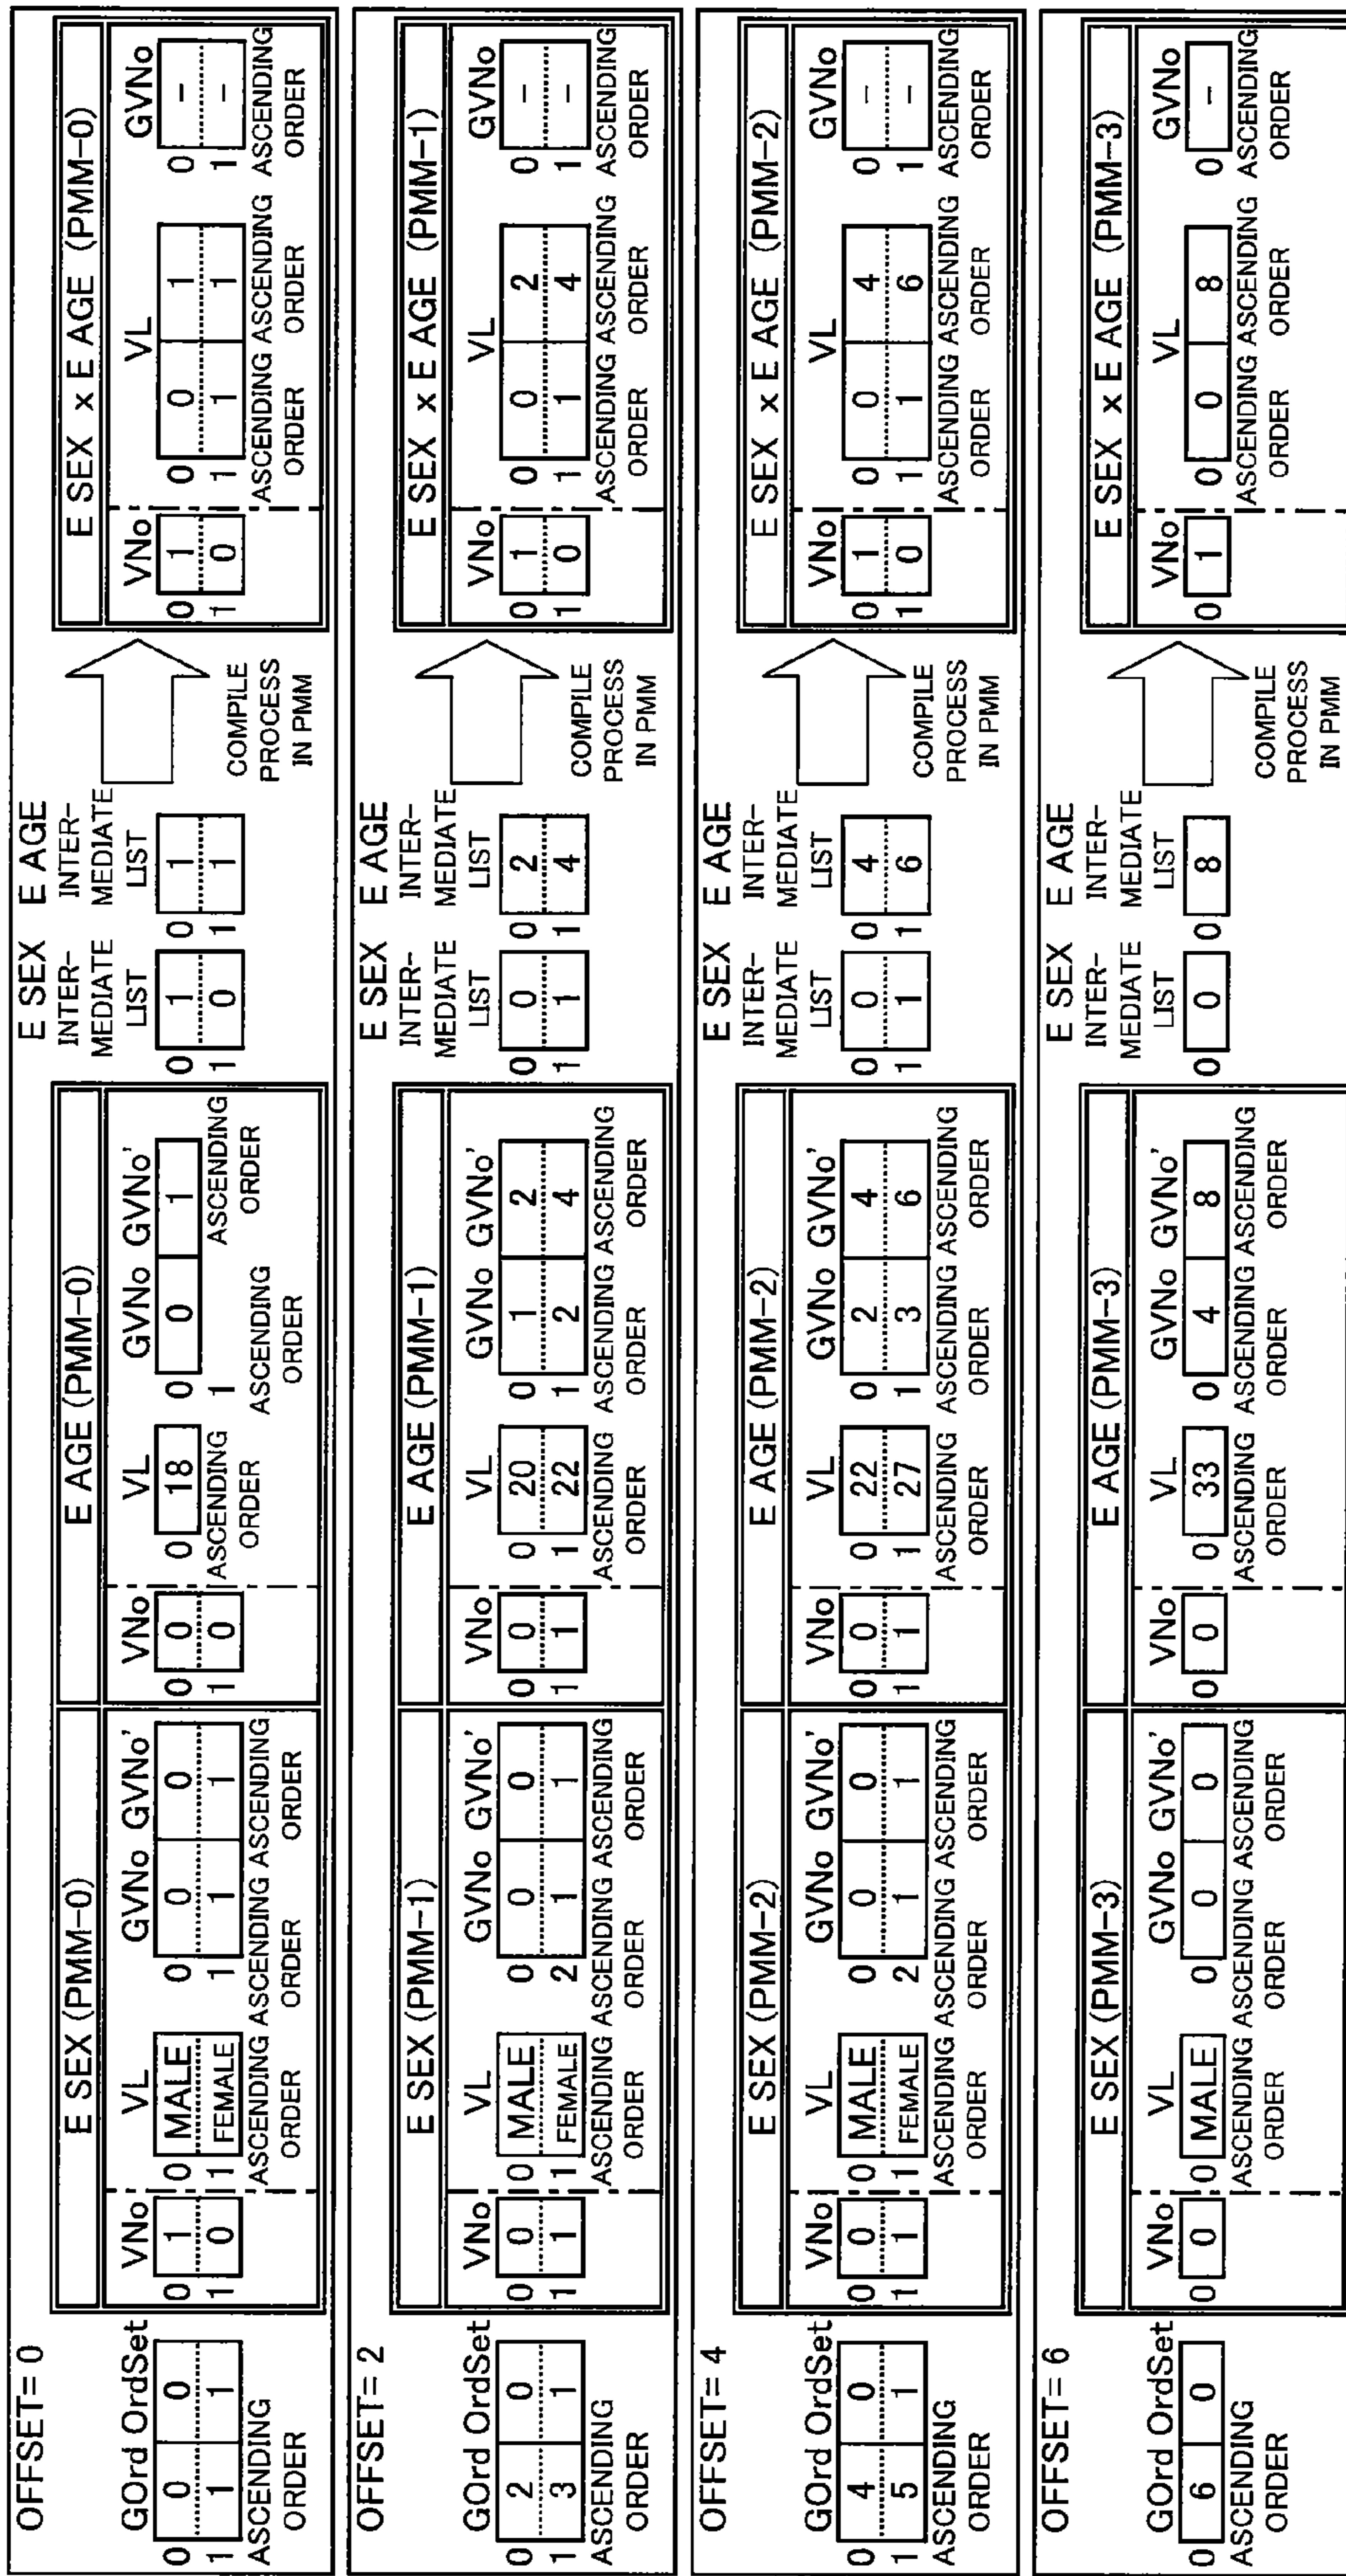 OFFSET= 0
GOrd OrdSet
0 0 0
1 1 1
ASCENDING
ORDER
E SEX (PMM-0)
VNo VL GVNo GVNo'
0 1 0 MALE 0 0 0
1 0 1 FEMALE 1 1 1
ASCENDING ASCENDING ASCENDING
ORDER ORDER ORDER
E AGE (PMM-0)
VNo VL GVNo GVNo'
0 0 0 18 0 0 1
1 0 1
ASCENDING ASCENDING ASCENDING
ORDER ORDER ORDER
E SEX E AGE
INTER- INTER-
MEDIATE MEDIATE
LIST LIST
0 1 0 1
1 0 1 1
COMPILE
PROCESS
IN PMM
E SEX x E AGE (PMM-0)
VNo VL GVNo
0 1 0 0 1 0 -
1 0 1 1 1 1 -
ASCENDING ASCENDING ASCENDING
ORDER ORDER ORDER
OFFSET= 2
GOrd OrdSet
0 2 0
1 3 1
ASCENDING
ORDER
E SEX (PMM-1)
VNo VL GVNo GVNo'
0 0 0 MALE 0 0 0
1 1 1 FEMALE 2 1 1
ASCENDING ASCENDING ASCENDING
ORDER ORDER ORDER
E AGE (PMM-1)
VNo VL GVNo GVNo'
0 0 0 20 0 1 2
1 1 1 22 1 2 4
ASCENDING ASCENDING ASCENDING
ORDER ORDER ORDER
E SEX E AGE
INTER- INTER-
MEDIATE MEDIATE
LIST LIST
0 0 0 2
1 1 1 4
COMPILE
PROCESS
IN PMM
E SEX x E AGE (PMM-1)
VNo VL GVNo
0 1 0 0 2 0 -
1 0 1 1 4 1 -
ASCENDING ASCENDING ASCENDING
ORDER ORDER ORDER
OFFSET= 4
GOrd OrdSet
0 4 0
1 5 1
ASCENDING
ORDER
E SEX (PMM-2)
VNo VL GVNo GVNo'
0 0 0 MALE 0 0 0
1 1 1 FEMALE 2 1 1
ASCENDING ASCENDING ASCENDING
ORDER ORDER ORDER
E AGE (PMM-2)
VNo VL GVNo GVNo'
0 0 0 22 0 2 4
1 1 1 27 1 3 6
ASCENDING ASCENDING ASCENDING
ORDER ORDER ORDER
E SEX E AGE
INTER- INTER-
MEDIATE MEDIATE
LIST LIST
0 0 0 4
1 1 1 6
COMPILE
PROCESS
IN PMM
E SEX x E AGE (PMM-2)
VNo VL GVNo
0 1 0 0 4 0 -
1 0 1 1 6 1 -
ASCENDING ASCENDING ASCENDING
ORDER ORDER ORDER
OFFSET= 6
GOrd OrdSet
0 6 0
ASCENDING
ORDER
E SEX (PMM-3)
VNo VL GVNo GVNo'
0 0 0 MALE 0 0 0
ASCENDING ASCENDING ASCENDING
ORDER ORDER ORDER
E AGE (PMM-3)
VNo VL GVNo GVNo'
0 0 0 33 0 4 8
ASCENDING ASCENDING ASCENDING
ORDER ORDER ORDER
E SEX E AGE
INTER- INTER-
MEDIATE MEDIATE
LIST LIST
0 0 0 8
COMPILE
PROCESS
IN PMM
E SEX x E AGE (PMM-3)
VNo VL GVNo
0 1 0 0 8 0 -
ASCENDING ASCENDING ASCENDING
ORDER ORDER ORDER